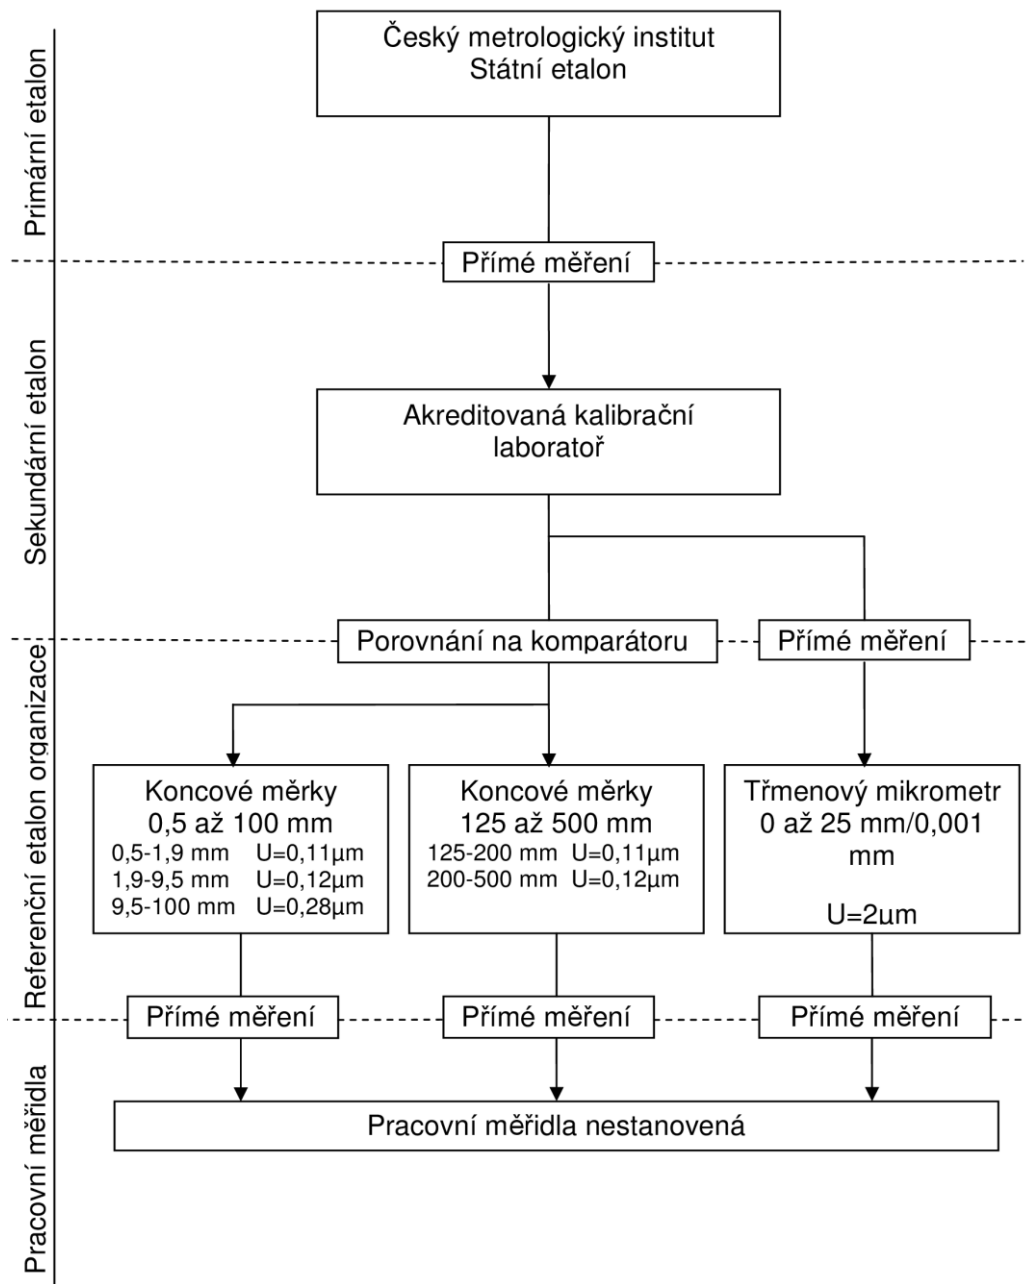 Český metrologický institut
Státní etalon
Primární etalon
Přímé měření
Sekundární etalon
Akreditovaná kalibrační
laboratoř
Porovnání na komparátoru
Přímé měření
Referenční etalon organizace
Koncové měrky
0,5 až 100 mm
0,5-1,9 mm U=0,11µm
1,9-9,5 mm U=0,12µm
9,5-100 mm U=0,28µm
Koncové měrky
125 až 500 mm
125-200 mm U=0,11µm
200-500 mm U=0,12µm
Třmenový mikrometr
0 až 25 mm/0,001
mm
U=2µm
Přímé měření
Přímé měření
Přímé měření
Pracovní měřidla
Pracovní měřidla nestanovená